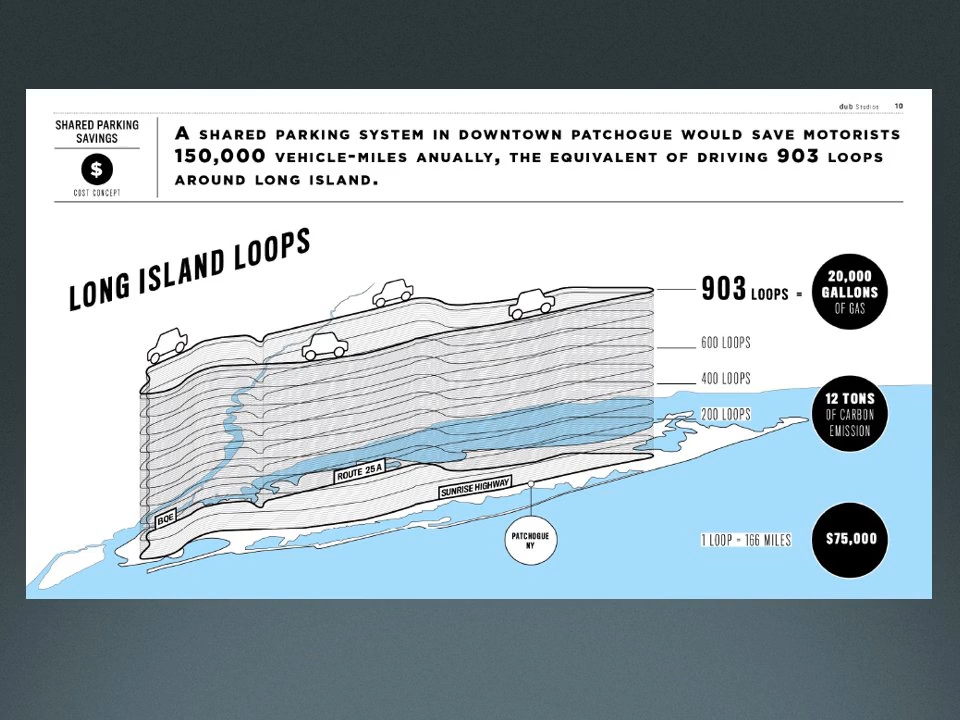 dub Studios 10
SHARED PARKING
SAVINGS
$
COST CONCEPT
A SHARED PARKING SYSTEM IN DOWNTOWN PATCHOGUE WOULD SAVE MOTORISTS
150,000 VEHICLE-MILES ANUALLY, THE EQUIVALENT OF DRIVING 903 LOOPS
AROUND LONG ISLAND.
LONG ISLAND LOOPS
903 LOOPS =
20,000
GALLONS
OF GAS
600 LOOPS
400 LOOPS
200 LOOPS
12 TONS
OF CARBON
EMISSION
ROUTE 25A
SUNRISE HIGHWAY
BQE
PATCHOGUE
NY
1 LOOP = 166 MILES
$75,000